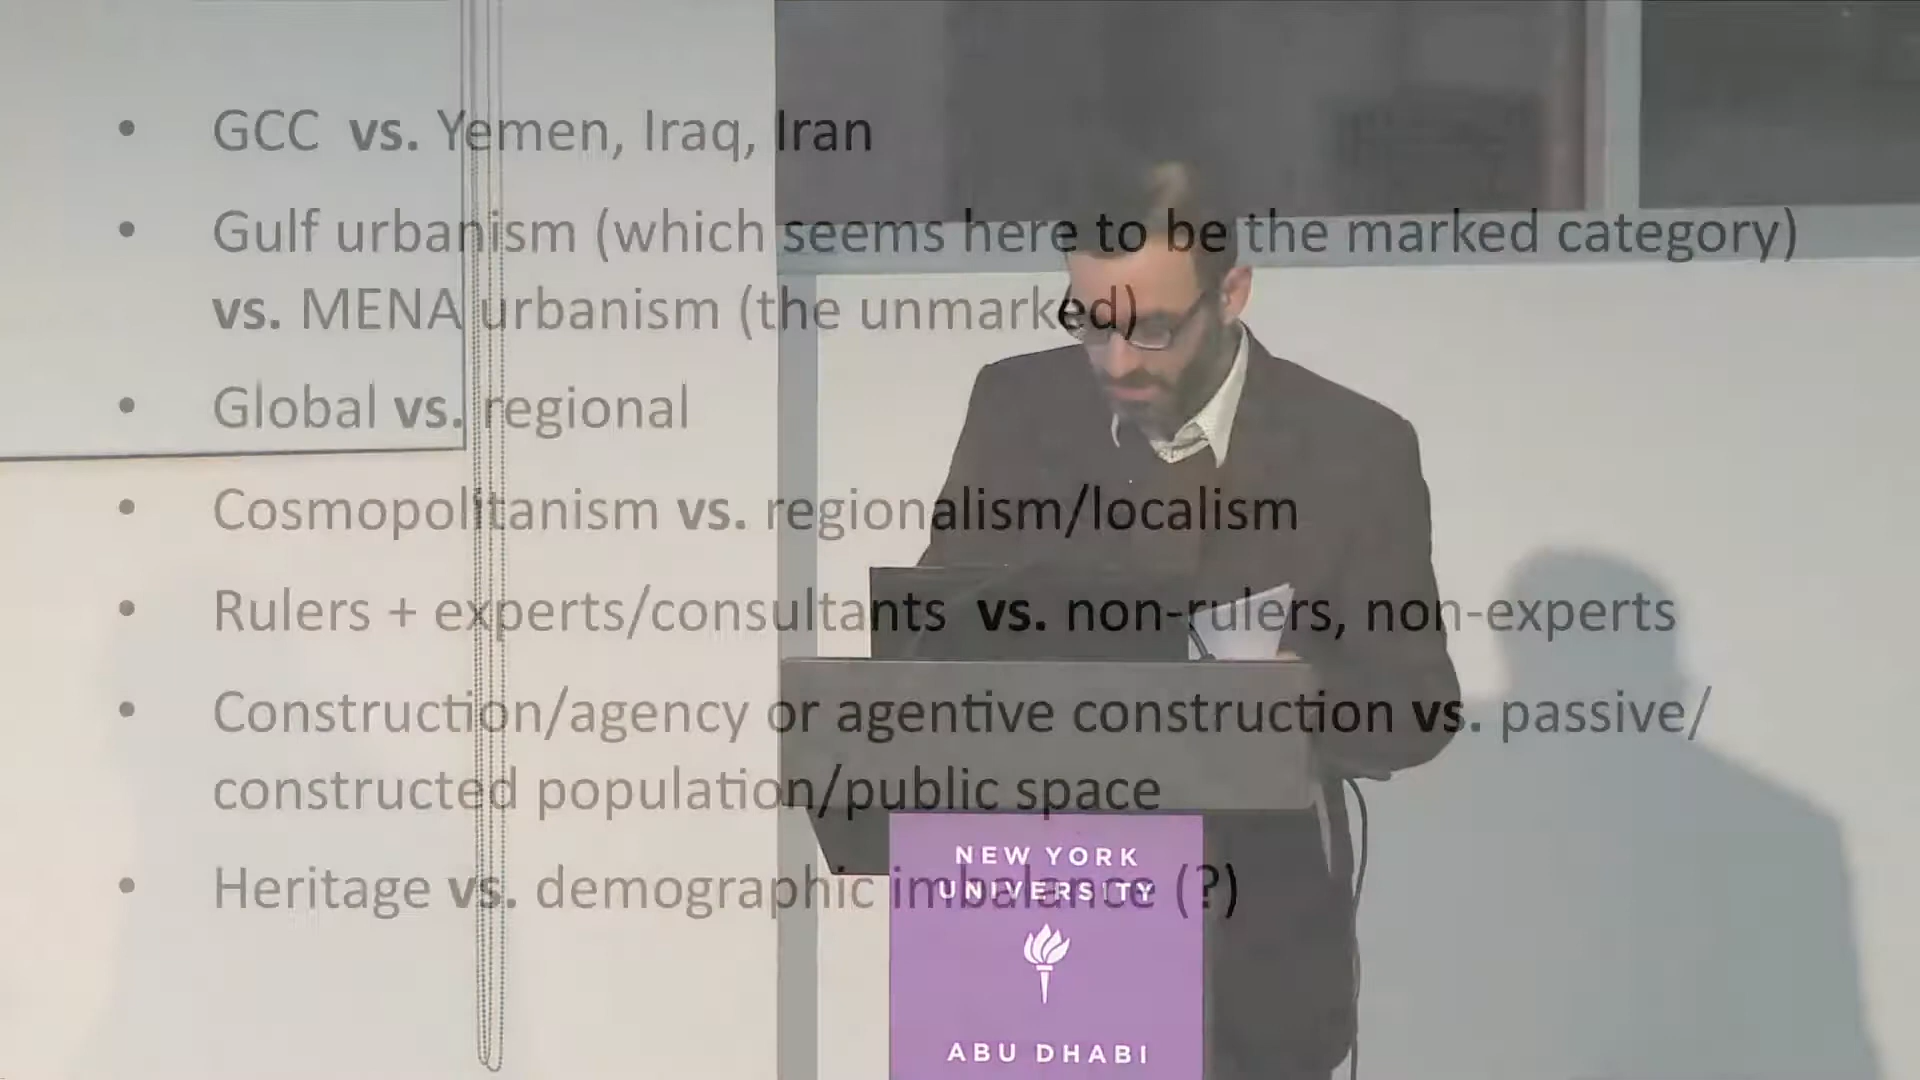 • GCC vs. Yemen, Iraq, Iran
• Gulf urbanism (which seems here to be the marked category)
vs. MENA urbanism (the unmarked)
• Global vs. regional
• Cosmopolitanism vs. regionalism/localism
• Rulers + experts/consultants vs. non-rulers, non-experts
• Construction/agency or agentive construction vs. passive/
constructed population/public space
• Heritage vs. demographic imbalance (?)
NEW YORK
UNIVERSITY
ABU DHABI